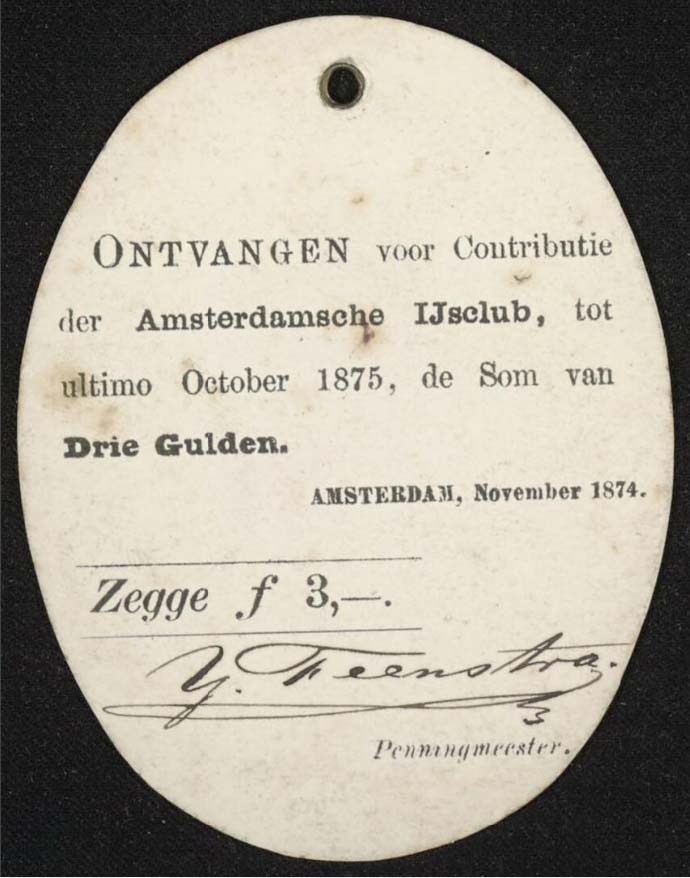 ONTVANGEN voor Contributie
der Amsterdamsche IJsclub, tot
ultimo October 1875, de Som van
Drie Gulden.
AMSTERDAM, November 1874.
Zegge f 3,—.
Y. Feenstra.
Penningmeester.